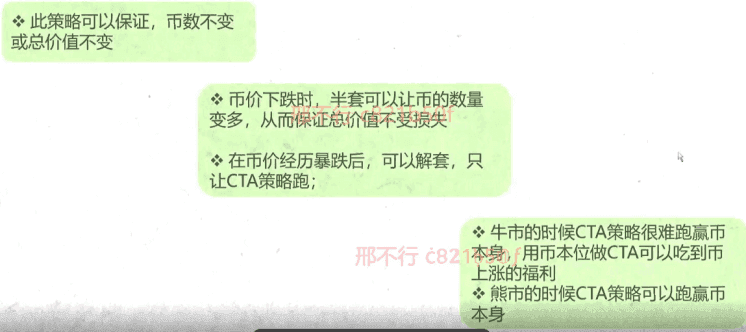 ❖ 此策略可以保证，币数不变
或总价值不变
❖ 币价下跌时，半套可以让币的数量
变多，从而保证总价值不受损失
邢不行 c821b50f
❖ 在币价经历暴跌后，可以解套，只
让CTA策略跑；
❖ 牛市的时候CTA策略很难跑赢币
本身，用币本位做CTA可以吃到币
邢不行 c821b50f
上涨的福利
❖ 熊市的时候CTA策略可以跑赢币
本身